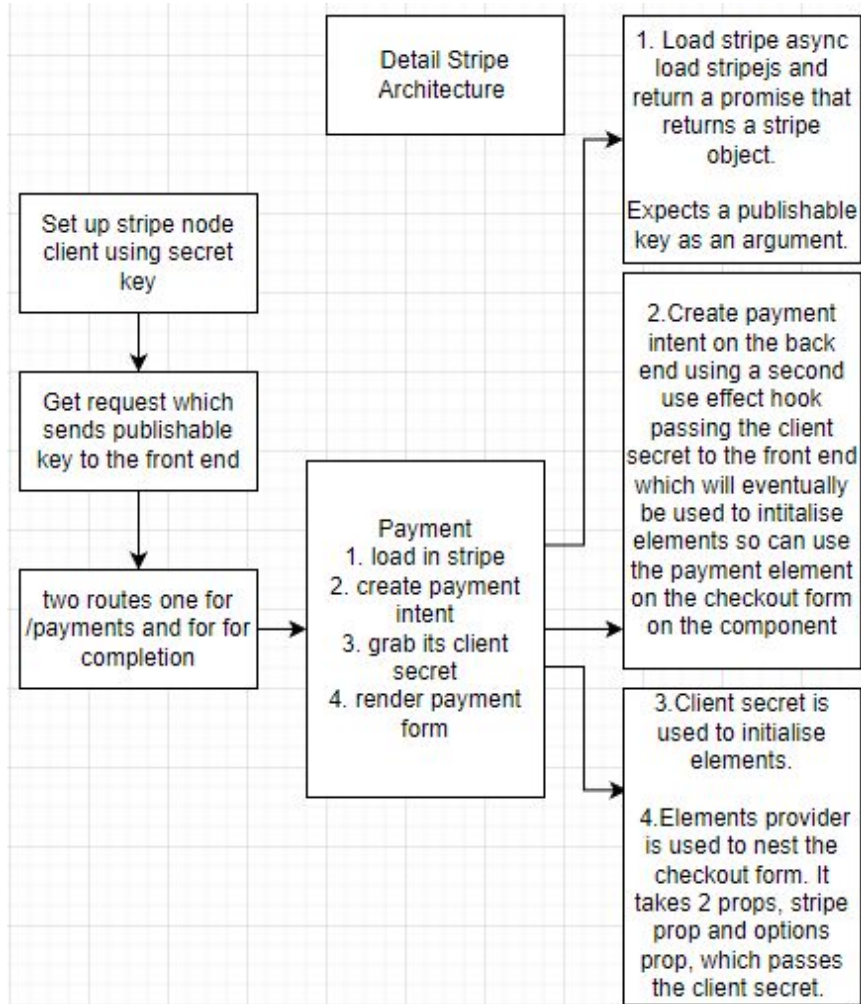 Detail Stripe
Architecture
Set up stripe node
client using secret
key
Get request which
sends publishable
key to the front end
two routes one for
/payments and for for
completion
Payment
1. load in stripe
2. create payment
intent
3. grab its client
secret
4. render payment
form
1. Load stripe async
load stripejs and
return a promise that
returns a stripe
object.
Expects a publishable
key as an argument.
2.Create payment
intent on the back
end using a second
use effect hook
passing the client
secret to the front end
which will eventually
be used to intitalise
elements so can use
the payment element
on the checkout form
on the component
3.Client secret is
used to initialise
elements.
4.Elements provider
is used to nest the
checkout form. It
takes 2 props, stripe
prop and options
prop, which passes
the client secret.